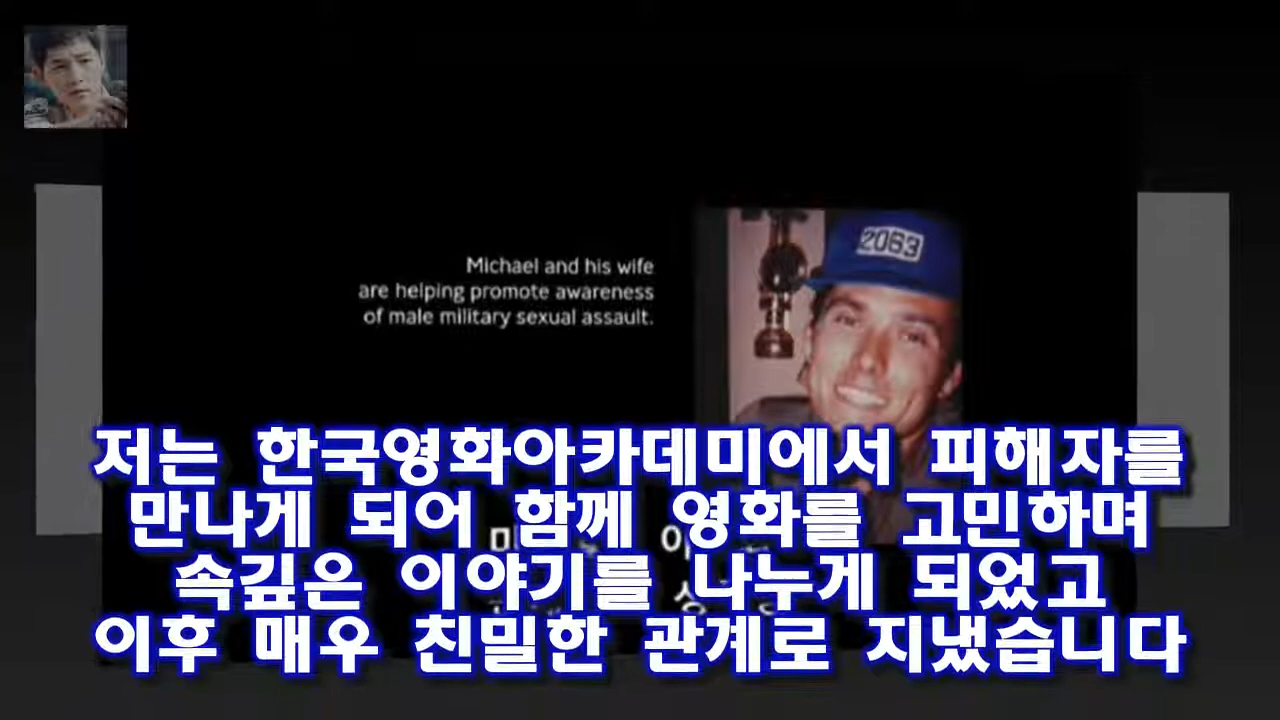 2063
Michael and his wife
are helping promote awareness
of male military sexual assault.
저는 한국영화아카데미에서 피해자를
만나게 되어 함께 영화를 고민하며
속깊은 이야기를 나누게 되었고
이후 매우 친밀한 관계로 지냈습니다